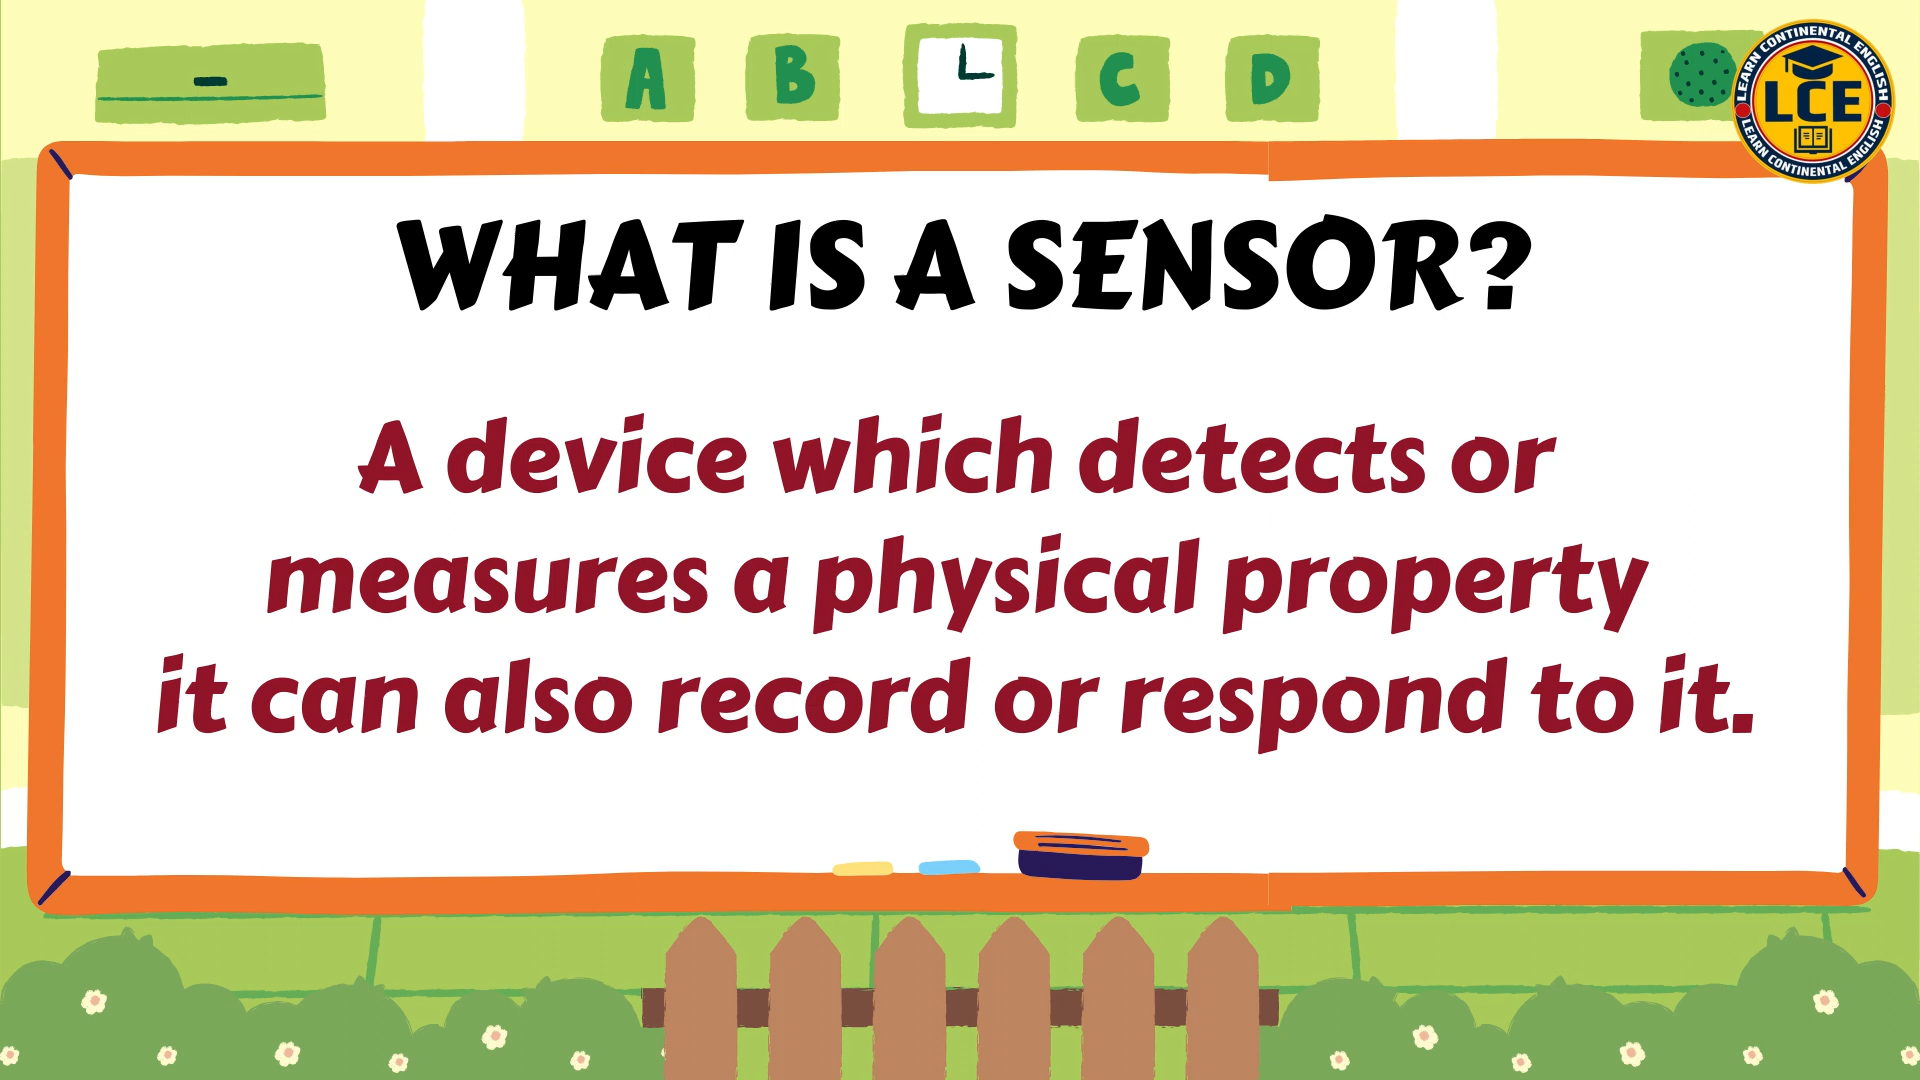 A B C D
LEARN CONTINENTAL ENGLISH
LCE
LEARN CONTINENTAL ENGLISH
WHAT IS A SENSOR?
A device which detects or
measures a physical property
it can also record or respond to it.